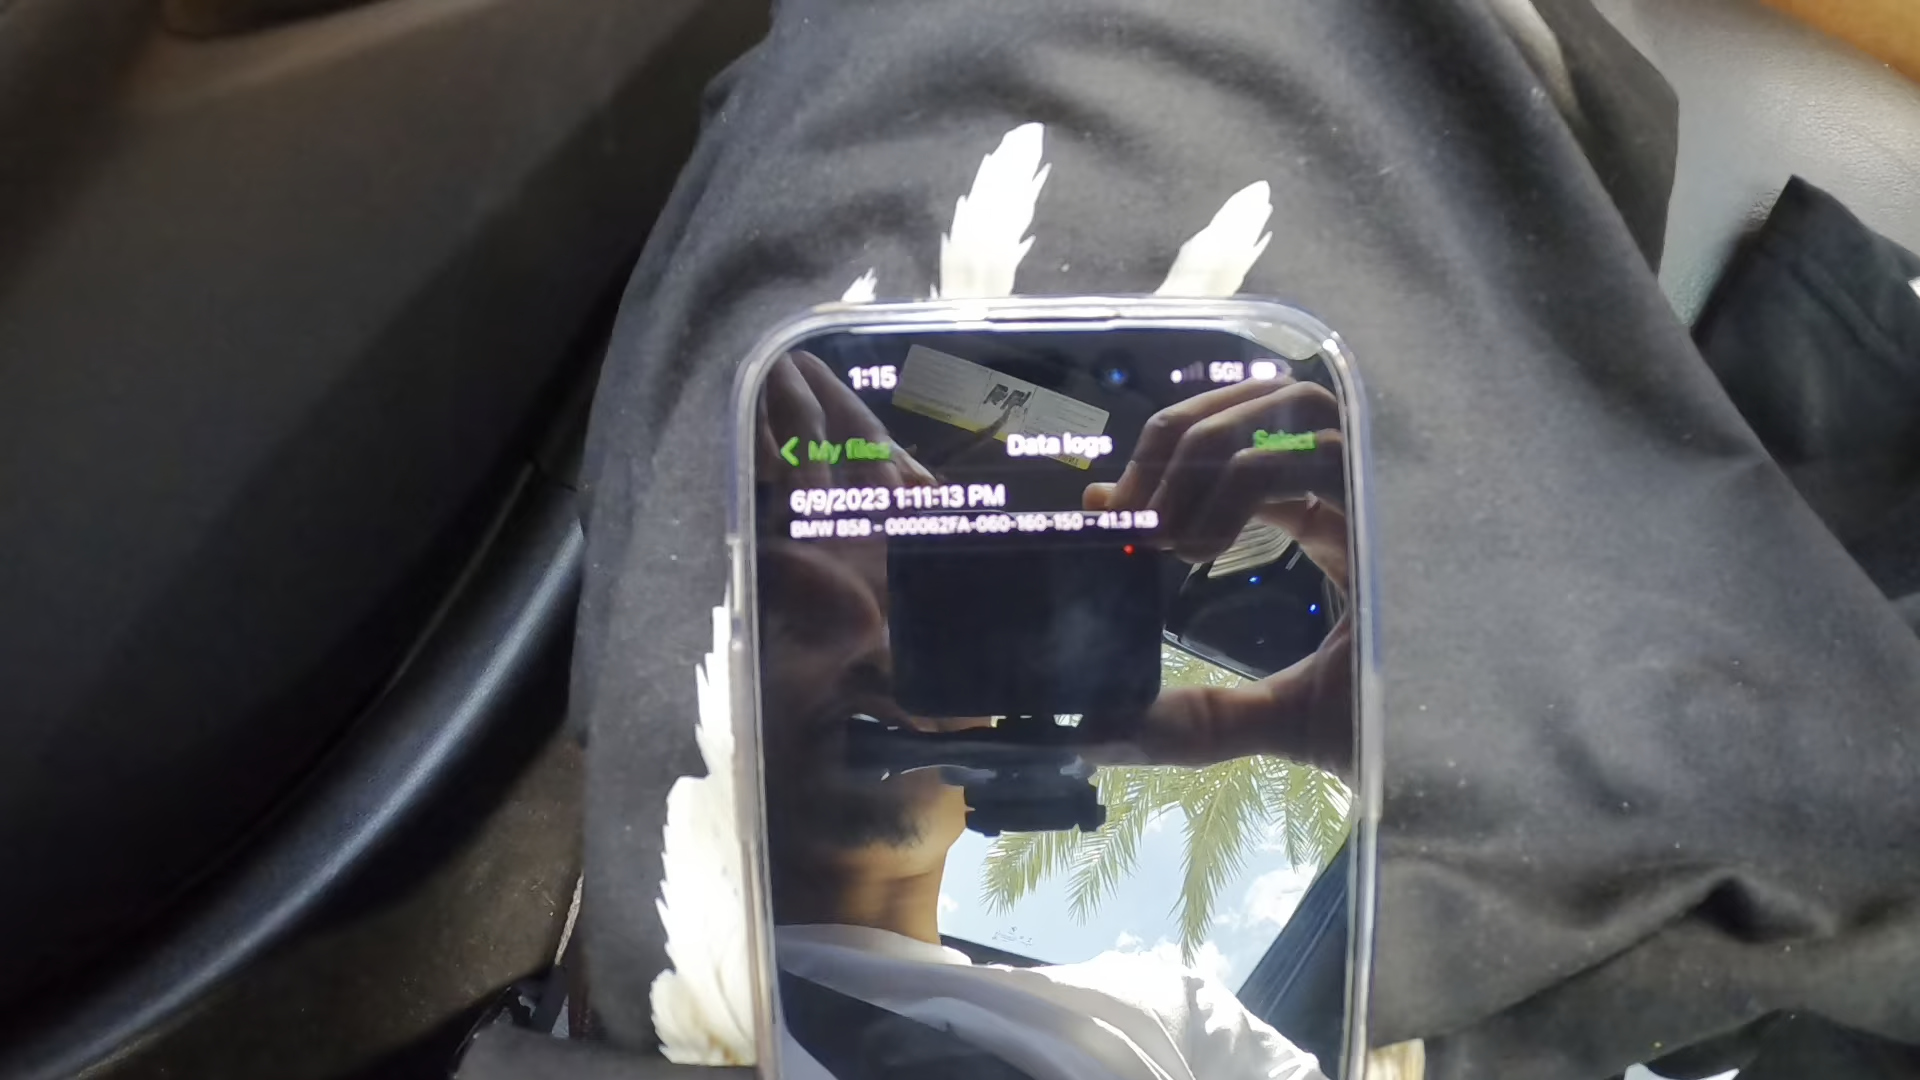 1:15
5G
My files
Data logs
Select
6/9/2023 1:11:13 PM
BMW B58 - 000062FA-060-160-150 - 41.3 KB